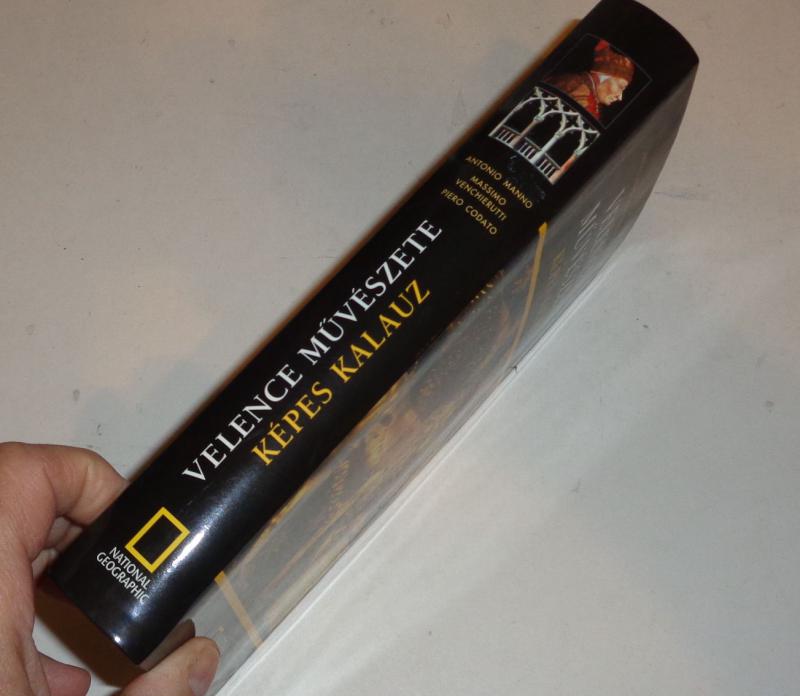 ANTONIO MANNO
MASSIMO
VENCHIERUTTI
PIERO CODATO
VELENCE MŰVÉSZETE
KÉPES KALAUZ
NATIONAL
GEOGRAPHIC